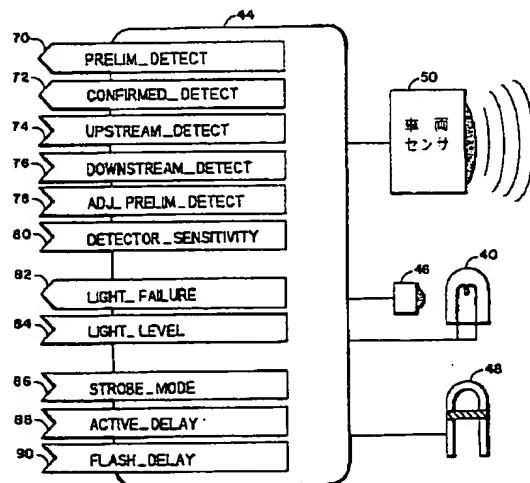 44
70 PRELIM_DETECT
72 CONFIRMED_DETECT
74 UPSTREAM_DETECT
76 DOWNSTREAM_DETECT
78 ADJ_PRELIM_DETECT
80 DETECTOR_SENSITIVITY
82 LIGHT_FAILURE
84 LIGHT_LEVEL
86 STROBE_MODE
88 ACTIVE_DELAY
90 FLASH_DELAY
50
車両
センサ
46
40
48